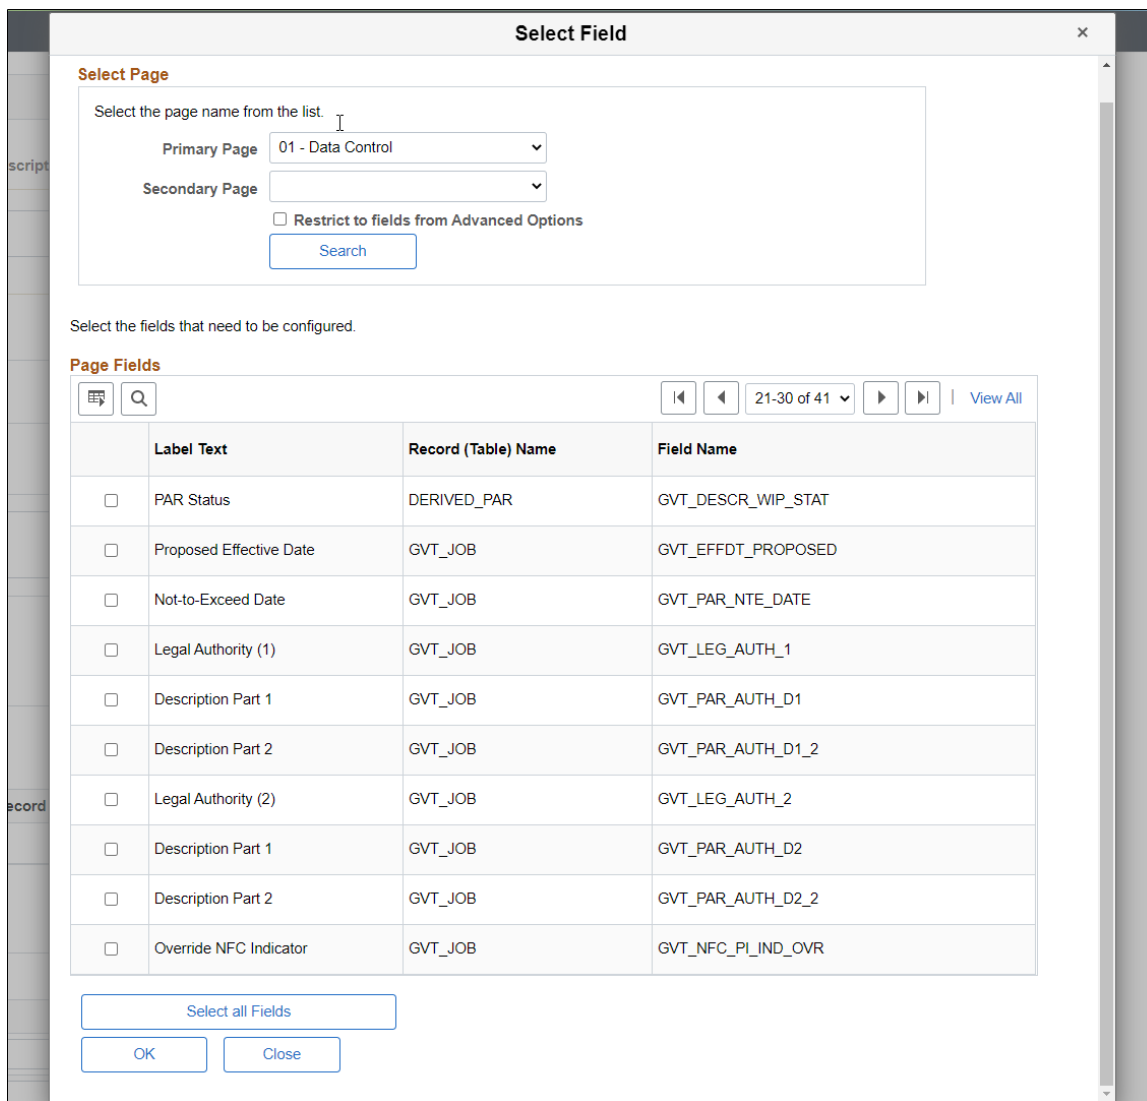 Select Field
×
Select Page
Select the page name from the list.
Primary Page 01 - Data Control
Secondary Page
Restrict to fields from Advanced Options
Search
Select the fields that need to be configured.
Page Fields
21-30 of 41 | View All
Label Text Record (Table) Name Field Name
PAR Status DERIVED_PAR GVT_DESCR_WIP_STAT
Proposed Effective Date GVT_JOB GVT_EFFDT_PROPOSED
Not-to-Exceed Date GVT_JOB GVT_PAR_NTE_DATE
Legal Authority (1) GVT_JOB GVT_LEG_AUTH_1
Description Part 1 GVT_JOB GVT_PAR_AUTH_D1
Description Part 2 GVT_JOB GVT_PAR_AUTH_D1_2
Legal Authority (2) GVT_JOB GVT_LEG_AUTH_2
Description Part 1 GVT_JOB GVT_PAR_AUTH_D2
Description Part 2 GVT_JOB GVT_PAR_AUTH_D2_2
Override NFC Indicator GVT_JOB GVT_NFC_PI_IND_OVR
Select all Fields
OK Close
script
ecord